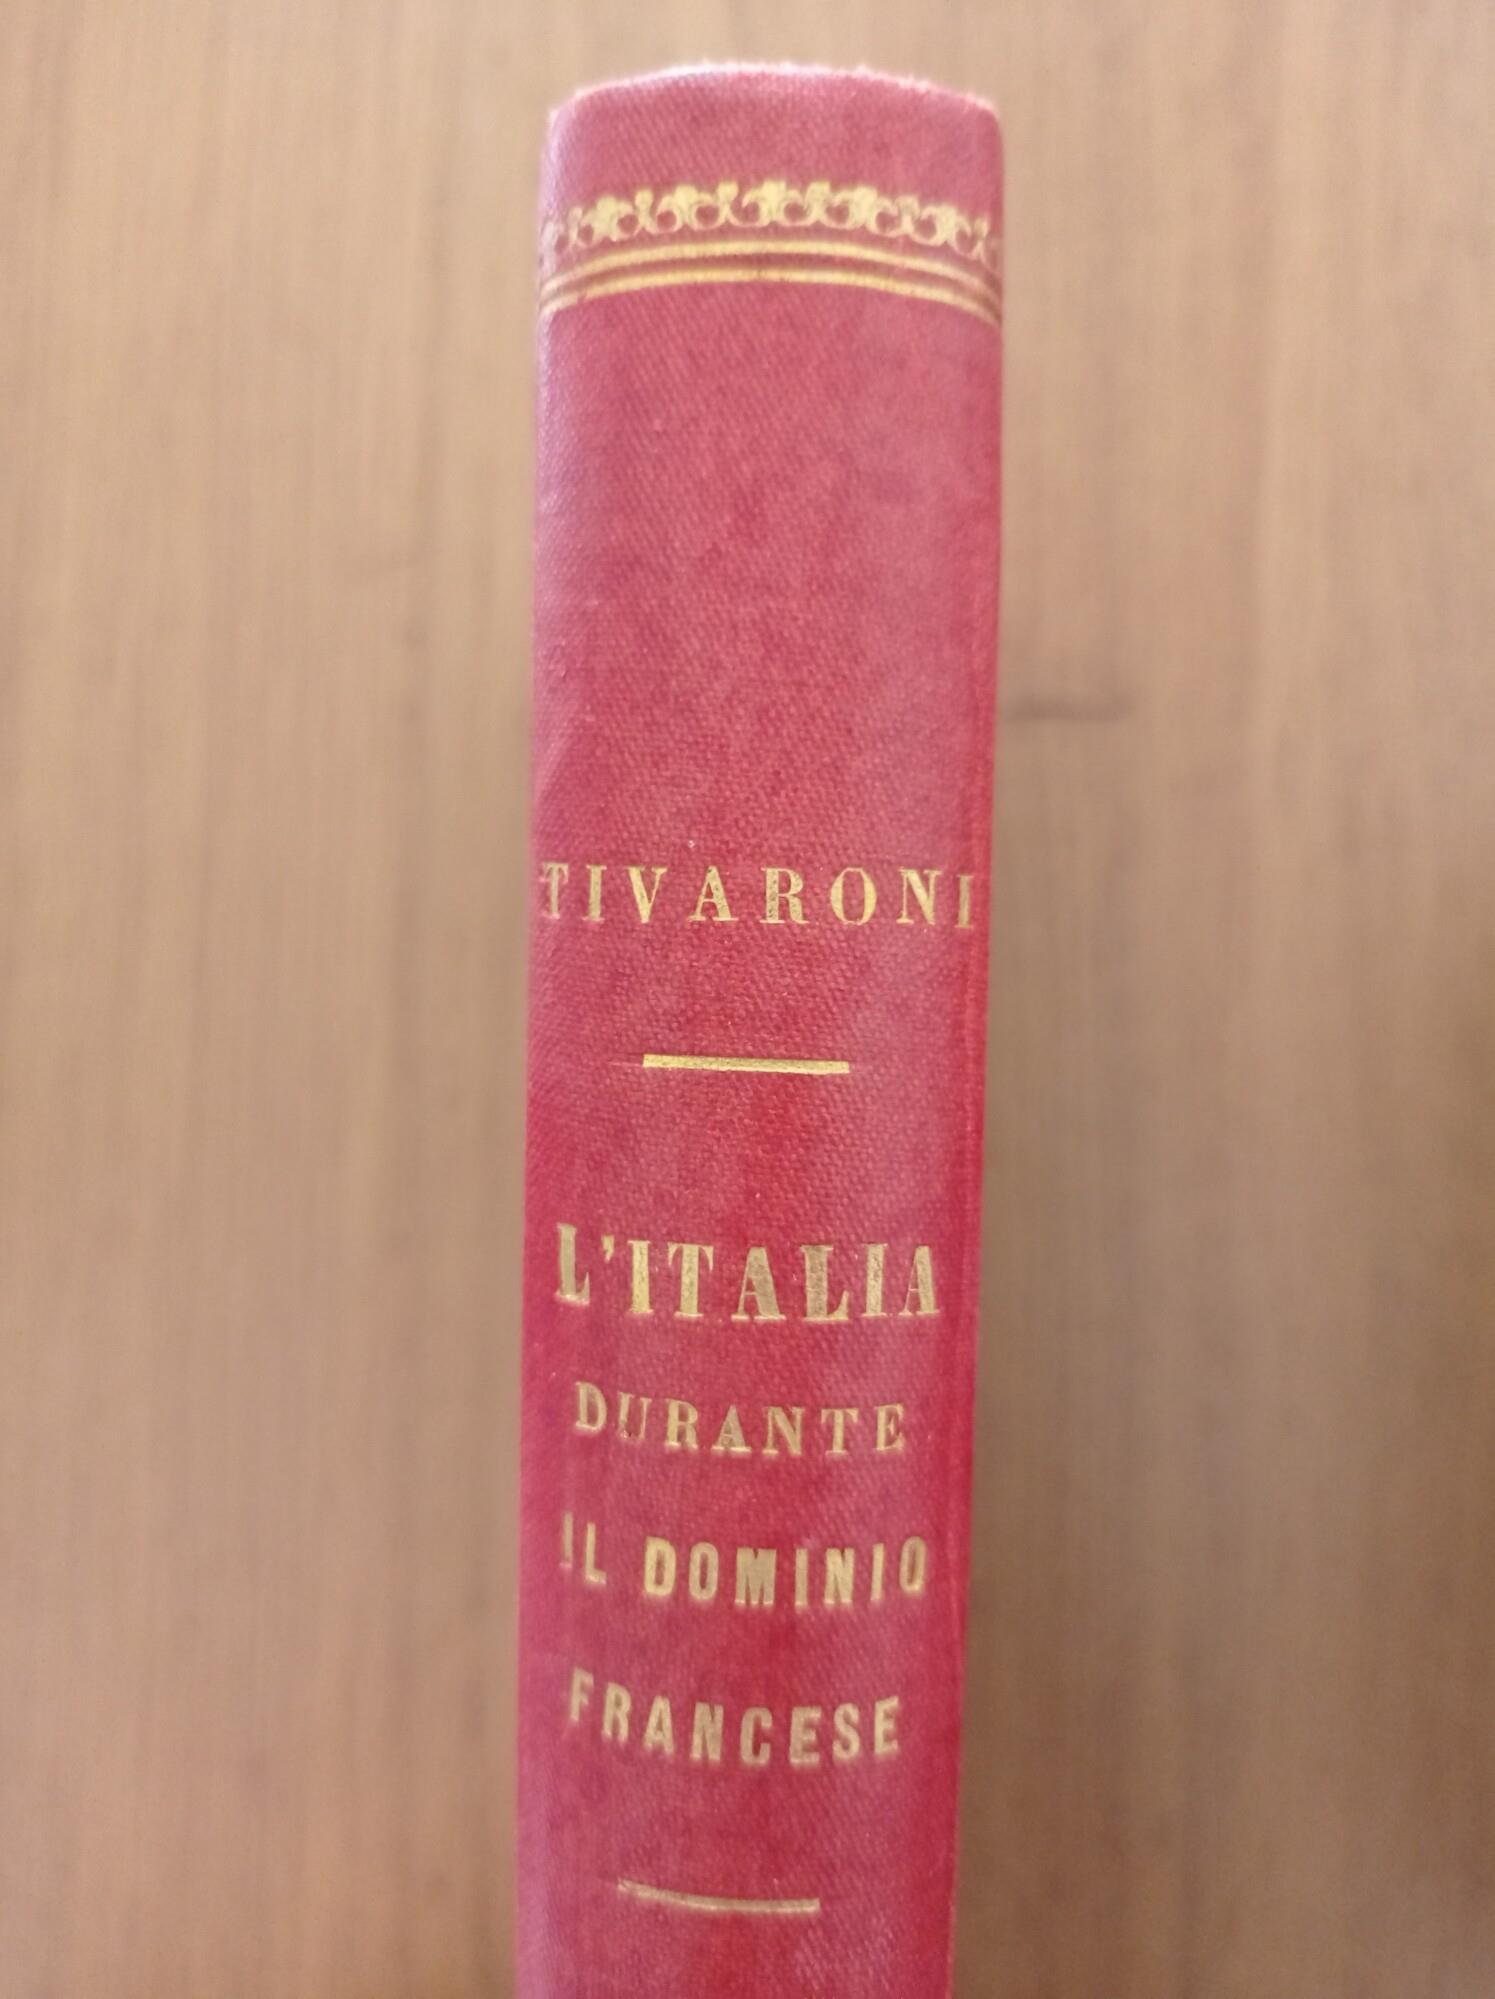 TIVARONI
L'ITALIA
DURANTE
IL DOMINIO
FRANCESE